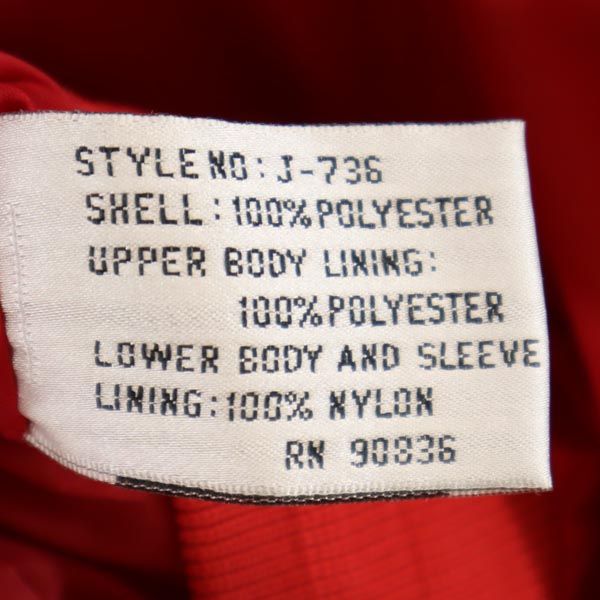 STYLE NO: J-736
SHELL: 100% POLYESTER
UPPER BODY LINING:
100% POLYESTER
LOWER BODY AND SLEEVE
LINING: 100% NYLON
RN 90836